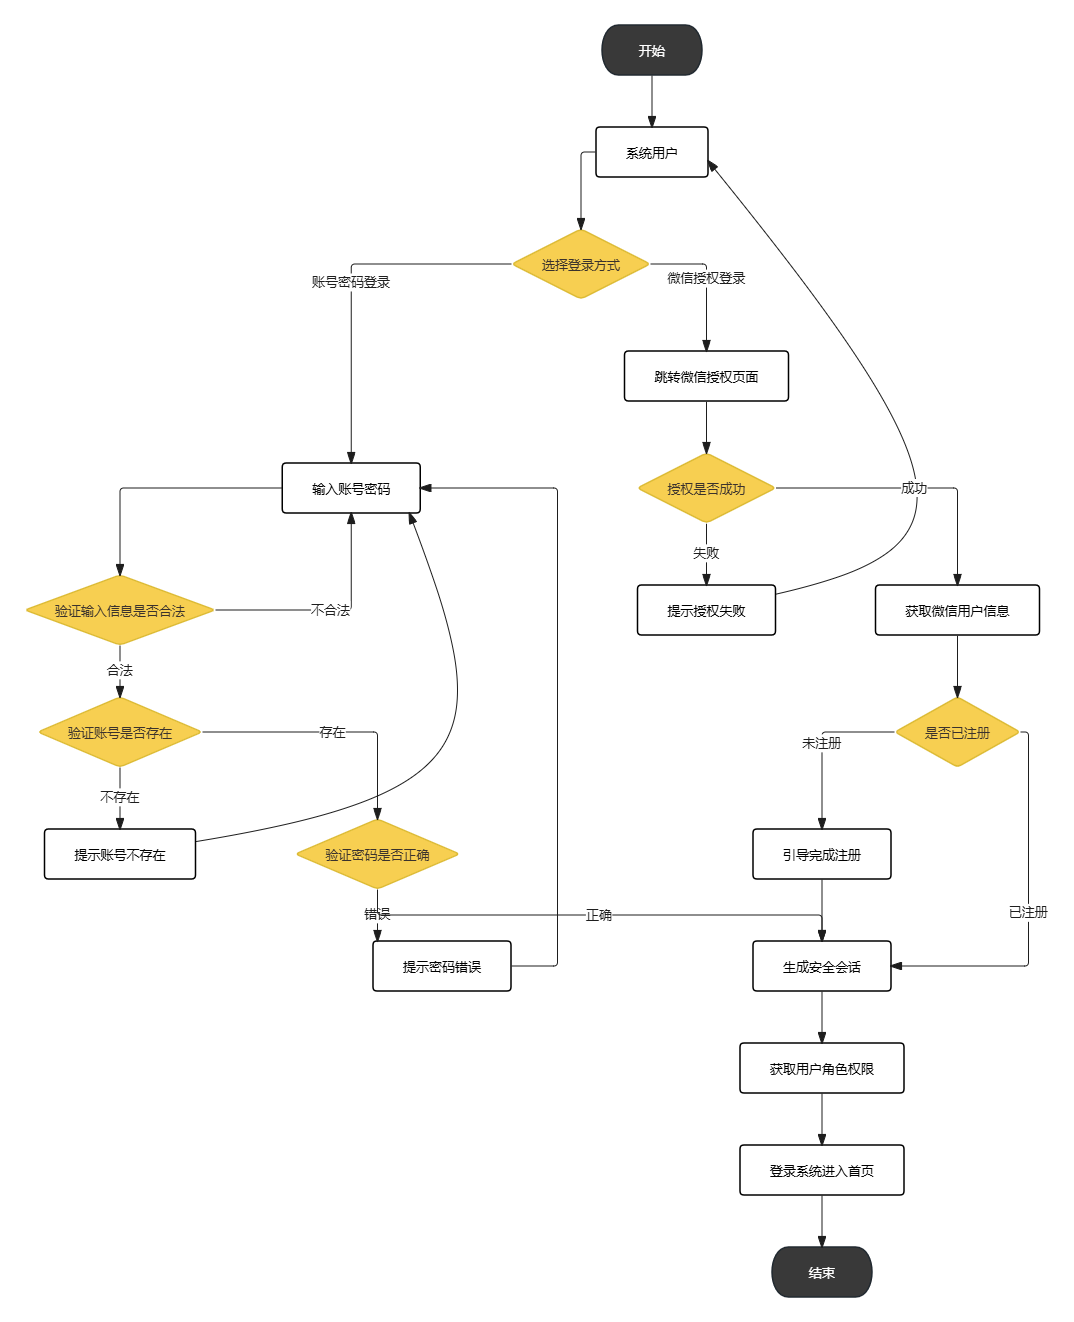 开始
系统用户
选择登录方式
账号密码登录
微信授权登录
跳转微信授权页面
输入账号密码
授权是否成功
成功
失败
验证输入信息是否合法
不合法
提示授权失败
获取微信用户信息
合法
验证账号是否存在
存在
是否已注册
未注册
不存在
提示账号不存在
验证密码是否正确
引导完成注册
错误
正确
已注册
提示密码错误
生成安全会话
获取用户角色权限
登录系统进入首页
结束